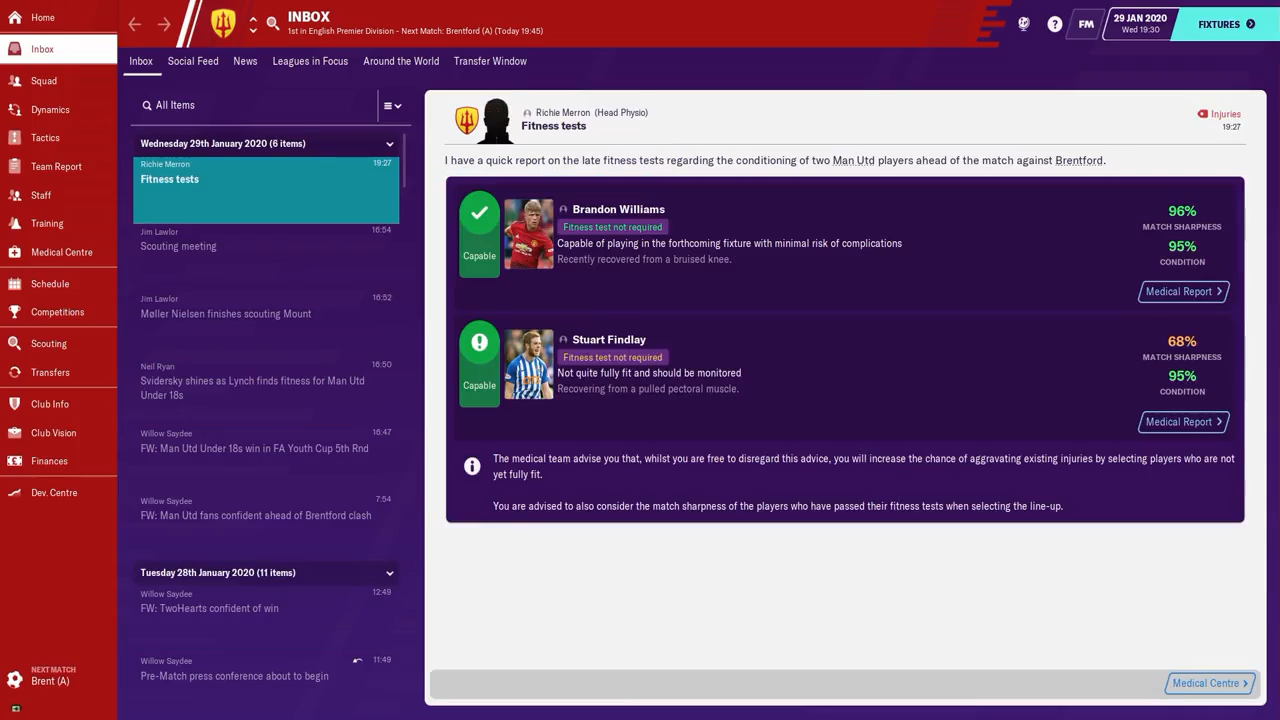 Home
Inbox
Squad
Dynamics
Tactics
Team Report
Staff
Training
Medical Centre
Schedule
Competitions
Scouting
Transfers
Club Info
Club Vision
Finances
Dev. Centre
NEXT MATCH
Brent (A)
INBOX
1st in English Premier Division - Next Match: Brentford (A) (Today 19:45)
?
FM
29 JAN 2020
Wed 19:30
FIXTURES
Inbox
Social Feed
News
Leagues in Focus
Around the World
Transfer Window
All Items
Wednesday 29th January 2020 (6 items)
Richie Merron 19:27
Fitness tests
Jim Lawlor 16:54
Scouting meeting
Jim Lawlor 16:52
Møller Nielsen finishes scouting Mount
Neil Ryan 16:50
Svidersky shines as Lynch finds fitness for Man Utd
Under 18s
Willow Saydee 16:47
FW: Man Utd Under 18s win in FA Youth Cup 5th Rnd
Willow Saydee 7:54
FW: Man Utd fans confident ahead of Brentford clash
Tuesday 28th January 2020 (11 items)
Willow Saydee 12:49
FW: TwoHearts confident of win
Willow Saydee 11:49
Pre-Match press conference about to begin
Richie Merron (Head Physio)
Fitness tests
Injuries
19:27
I have a quick report on the late fitness tests regarding the conditioning of two Man Utd players ahead of the match against Brentford.
Capable
Brandon Williams
Fitness test not required
Capable of playing in the forthcoming fixture with minimal risk of complications
Recently recovered from a bruised knee.
96%
MATCH SHARPNESS
95%
CONDITION
Medical Report
Capable
Stuart Findlay
Fitness test not required
Not quite fully fit and should be monitored
Recovering from a pulled pectoral muscle.
68%
MATCH SHARPNESS
95%
CONDITION
Medical Report
The medical team advise you that, whilst you are free to disregard this advice, you will increase the chance of aggravating existing injuries by selecting players who are not
yet fully fit.
You are advised to also consider the match sharpness of the players who have passed their fitness tests when selecting the line-up.
Medical Centre